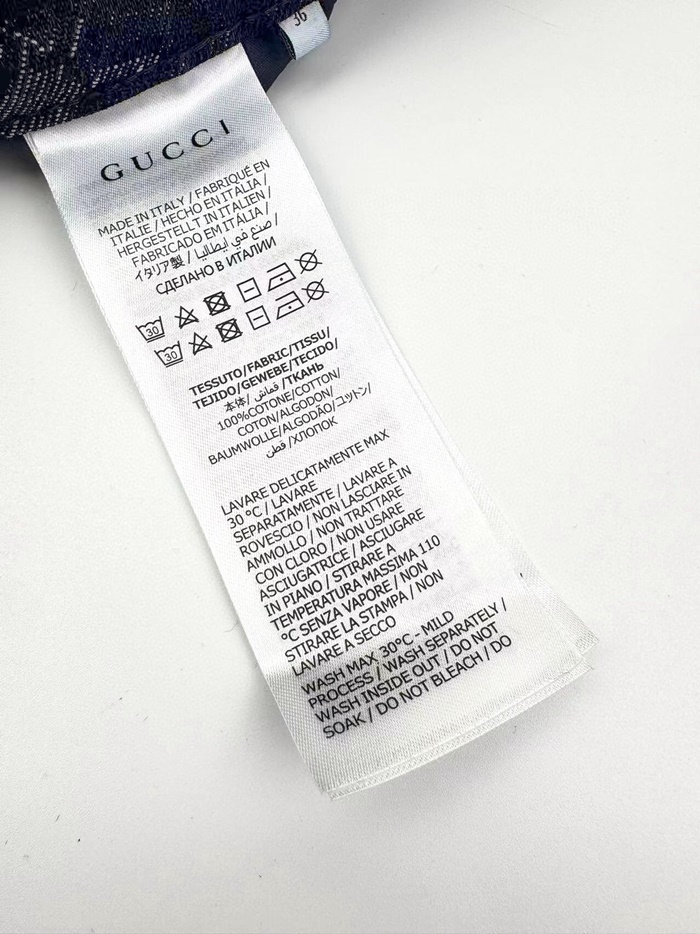 36
GUCCI
MADE IN ITALY / FABRIQUÉ EN
ITALIE / HECHO EN ITALIA /
HERGESTELLT IN ITALIEN /
FABRICADO EM ITÁLIA /
イタリア製 / صنع في ايطاليا /
СДЕЛАНО В ИТАЛИИ
30
30
TESSUTO/FABRIC/TISSU/
TEJIDO/GEWEBE/TECIDO/
本体/ قماش /ТКАНЬ
100%COTONE/COTTON/
COTON/ALGODON/
BAUMWOLLE/ALGODÃO/コットン/
قطن /ХЛОПОК
LAVARE DELICATAMENTE MAX
30 °C / LAVARE
SEPARATAMENTE / LAVARE A
ROVESCIO / NON LASCIARE IN
AMMOLLO / NON TRATTARE
CON CLORO / NON USARE
ASCIUGATRICE / ASCIUGARE
IN PIANO / STIRARE A
TEMPERATURA MASSIMA 110
°C SENZA VAPORE / NON
STIRARE LA STAMPA / NON
LAVARE A SECCO
WASH MAX 30°C - MILD
PROCESS / WASH SEPARATELY /
WASH INSIDE OUT / DO NOT
SOAK / DO NOT BLEACH / DO